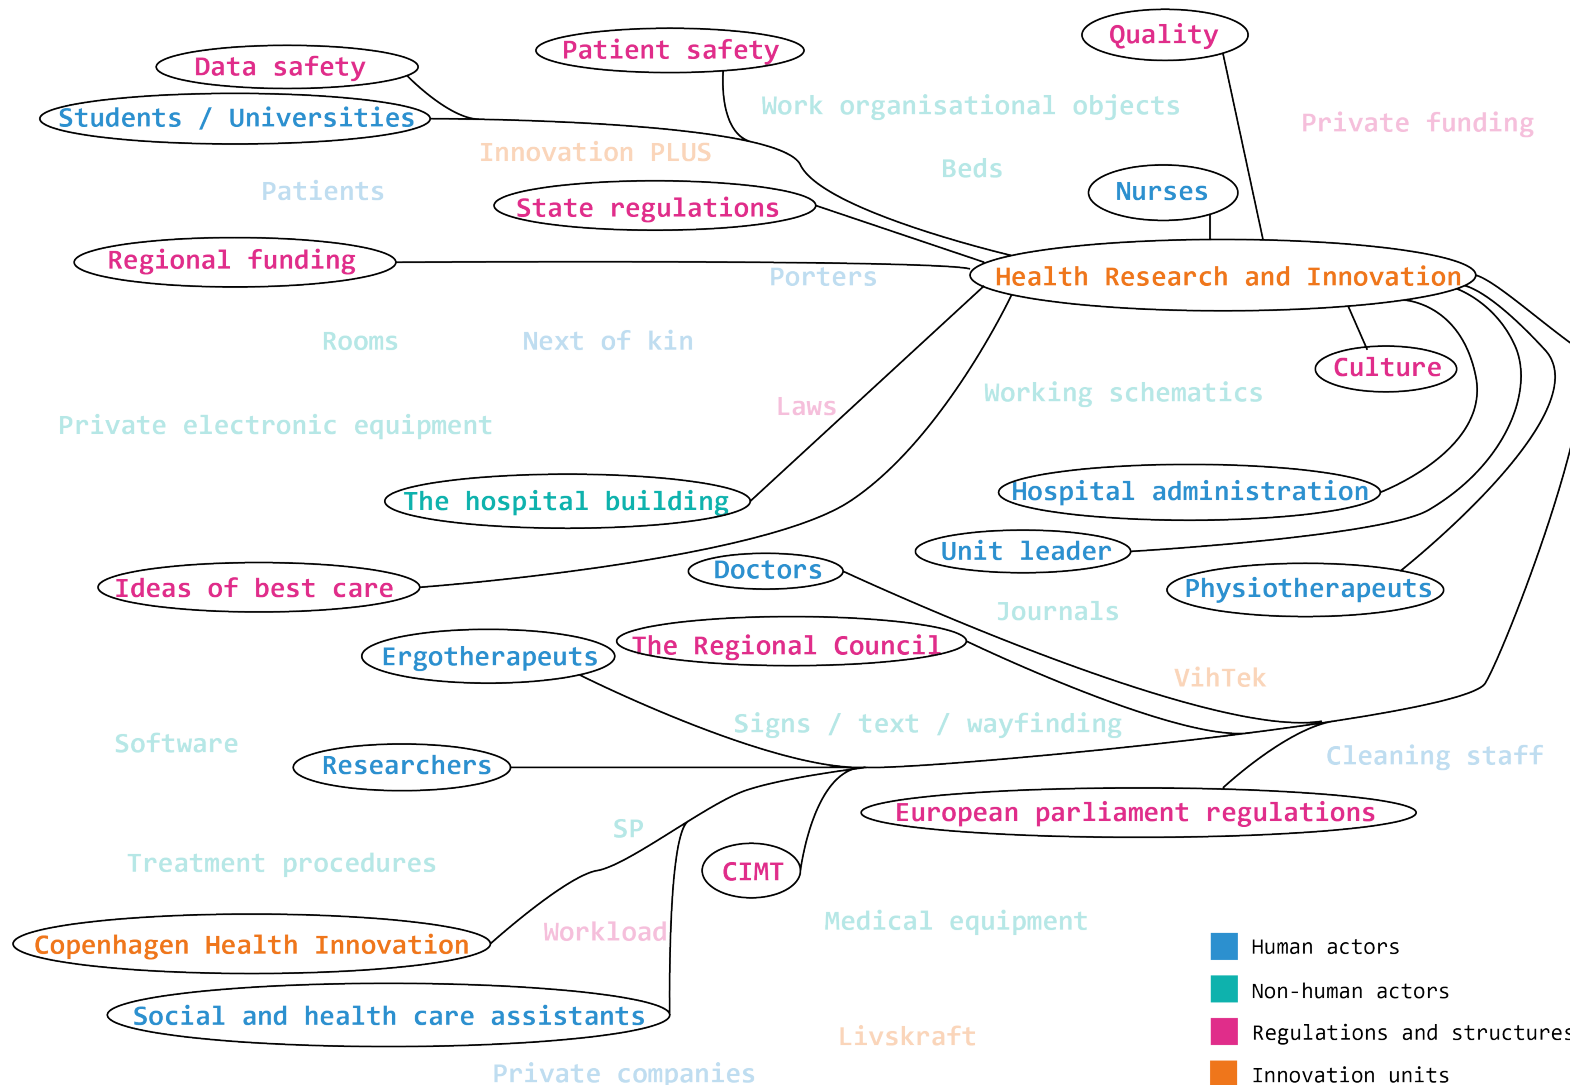 Quality
Patient safety
Data safety
Work organisational objects
Students / Universities
Private funding
Innovation PLUS
Beds
Patients
Nurses
State regulations
Regional funding
Porters
Health Research and Innovation
Rooms
Next of kin
Culture
Working schematics
Laws
Private electronic equipment
Hospital administration
The hospital building
Unit leader
Doctors
Ideas of best care
Physiotherapeuts
Journals
The Regional Council
Ergotherapeuts
VihTek
Signs / text / wayfinding
Software
Cleaning staff
Researchers
European parliament regulations
SP
Treatment procedures
CIMT
Medical equipment
Workload
Copenhagen Health Innovation
Human actors
Non-human actors
Social and health care assistants
Regulations and structures
Livskraft
Private companies
Innovation units